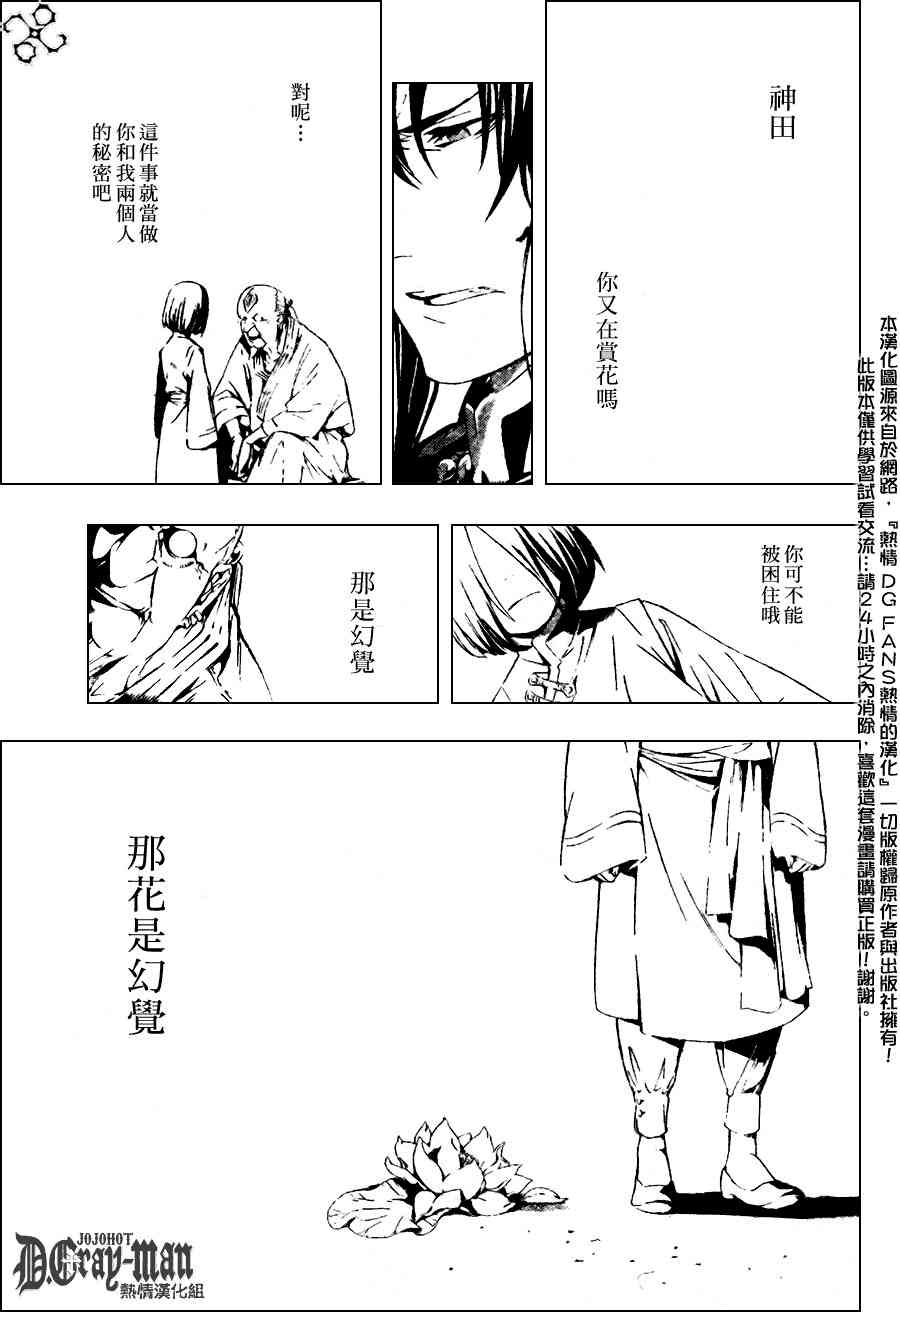 神田
你又在賞花嗎
對呢…
這件事就當做
你和我兩個人
的秘密吧
你可不能
被困住哦
那是幻覺
那花是幻覺
本漢化圖源來自於網路，『熱情DG FANS熱情的漢化』一切版權歸原作者與出版社擁有！
此版本僅供學習試看交流…請24小時之內消除，喜歡這套漫畫請購買正版！謝謝。
JOJOHOT
D.Gray-man
熱情漢化組